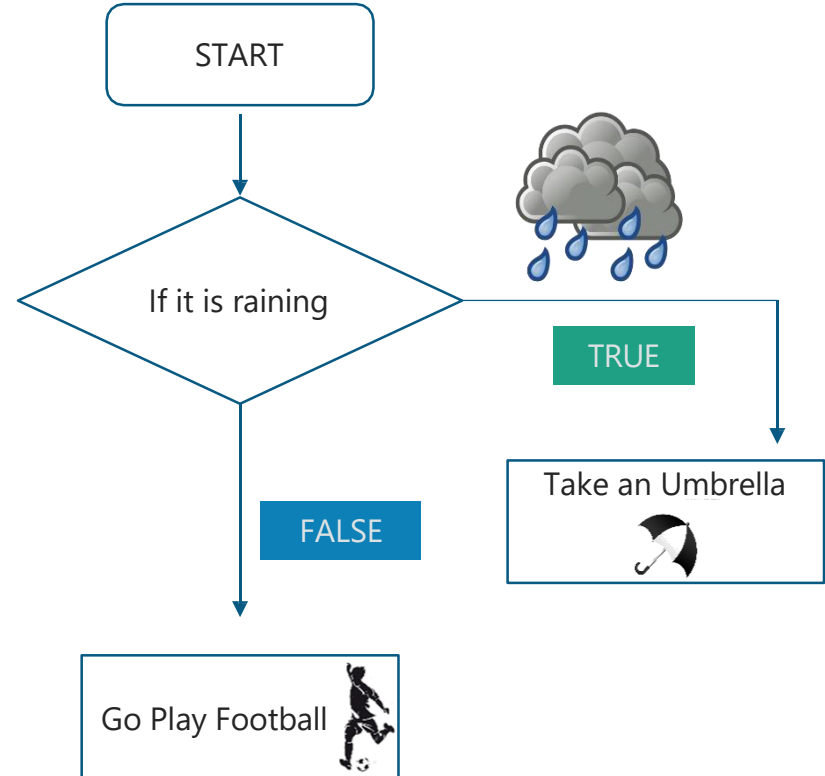 START
If it is raining
TRUE
Take an Umbrella
FALSE
Go Play Football